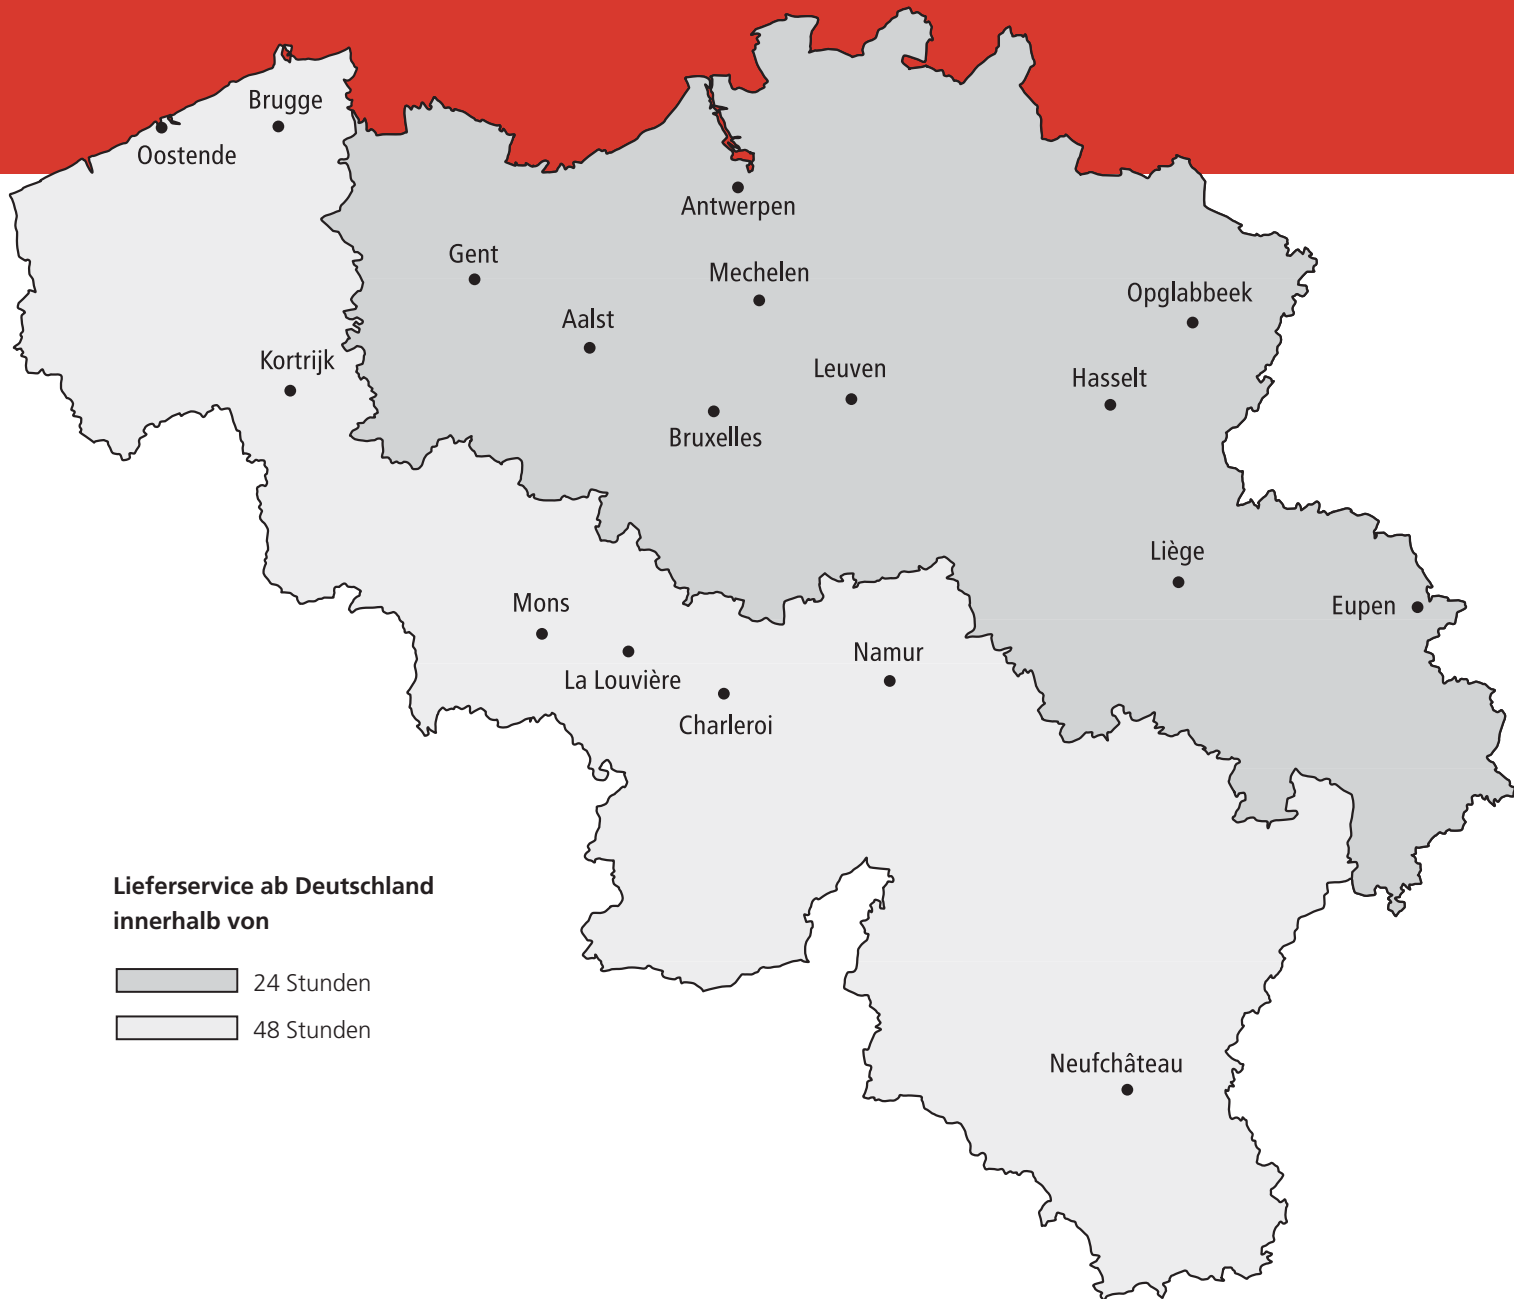 Brugge
Oostende
Antwerpen
Gent
Mechelen
Opglabbeek
Aalst
Kortrijk
Leuven
Hasselt
Bruxelles
Liège
Mons
Eupen
Namur
La Louvière
Charleroi
Lieferservice ab Deutschland
innerhalb von
24 Stunden
48 Stunden
Neufchâteau